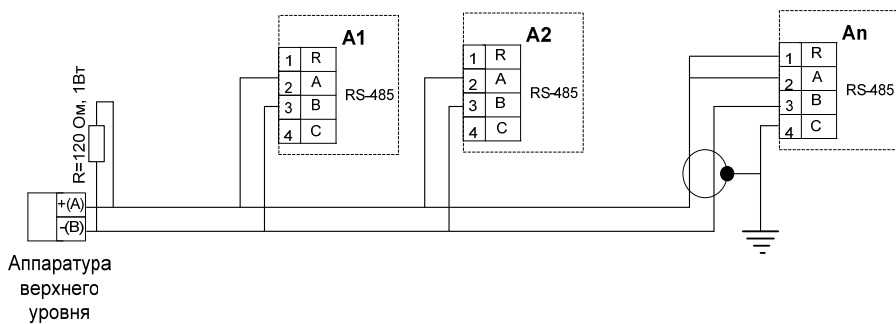 A1
1 R
2 A
3 B
4 C
RS-485
A2
1 R
2 A
3 B
4 C
RS-485
An
1 R
2 A
3 B
4 C
RS-485
R=120 Ом, 1Вт
+(A)
-(B)
Аппаратура
верхнего
уровня